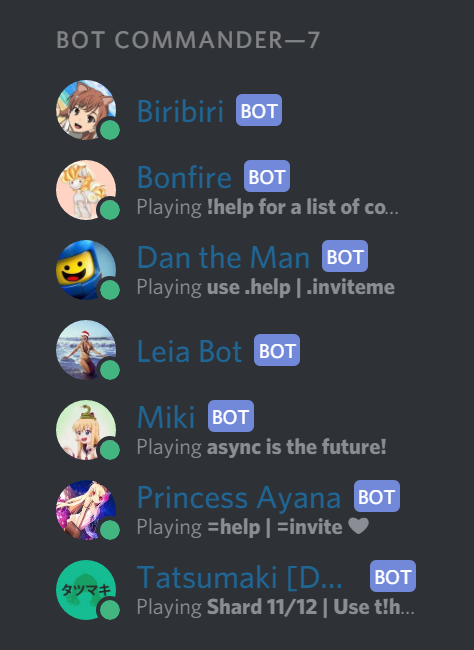 BOT COMMANDER—7
Biribiri BOT
Bonfire BOT
Playing !help for a list of co...
Dan the Man BOT
Playing use .help | .inviteme
Leia Bot BOT
Miki BOT
Playing async is the future!
Princess Ayana BOT
Playing =help | =invite ♥
Tatsumaki [D... BOT
タツマキ
Playing Shard 11/12 | Use t!h...